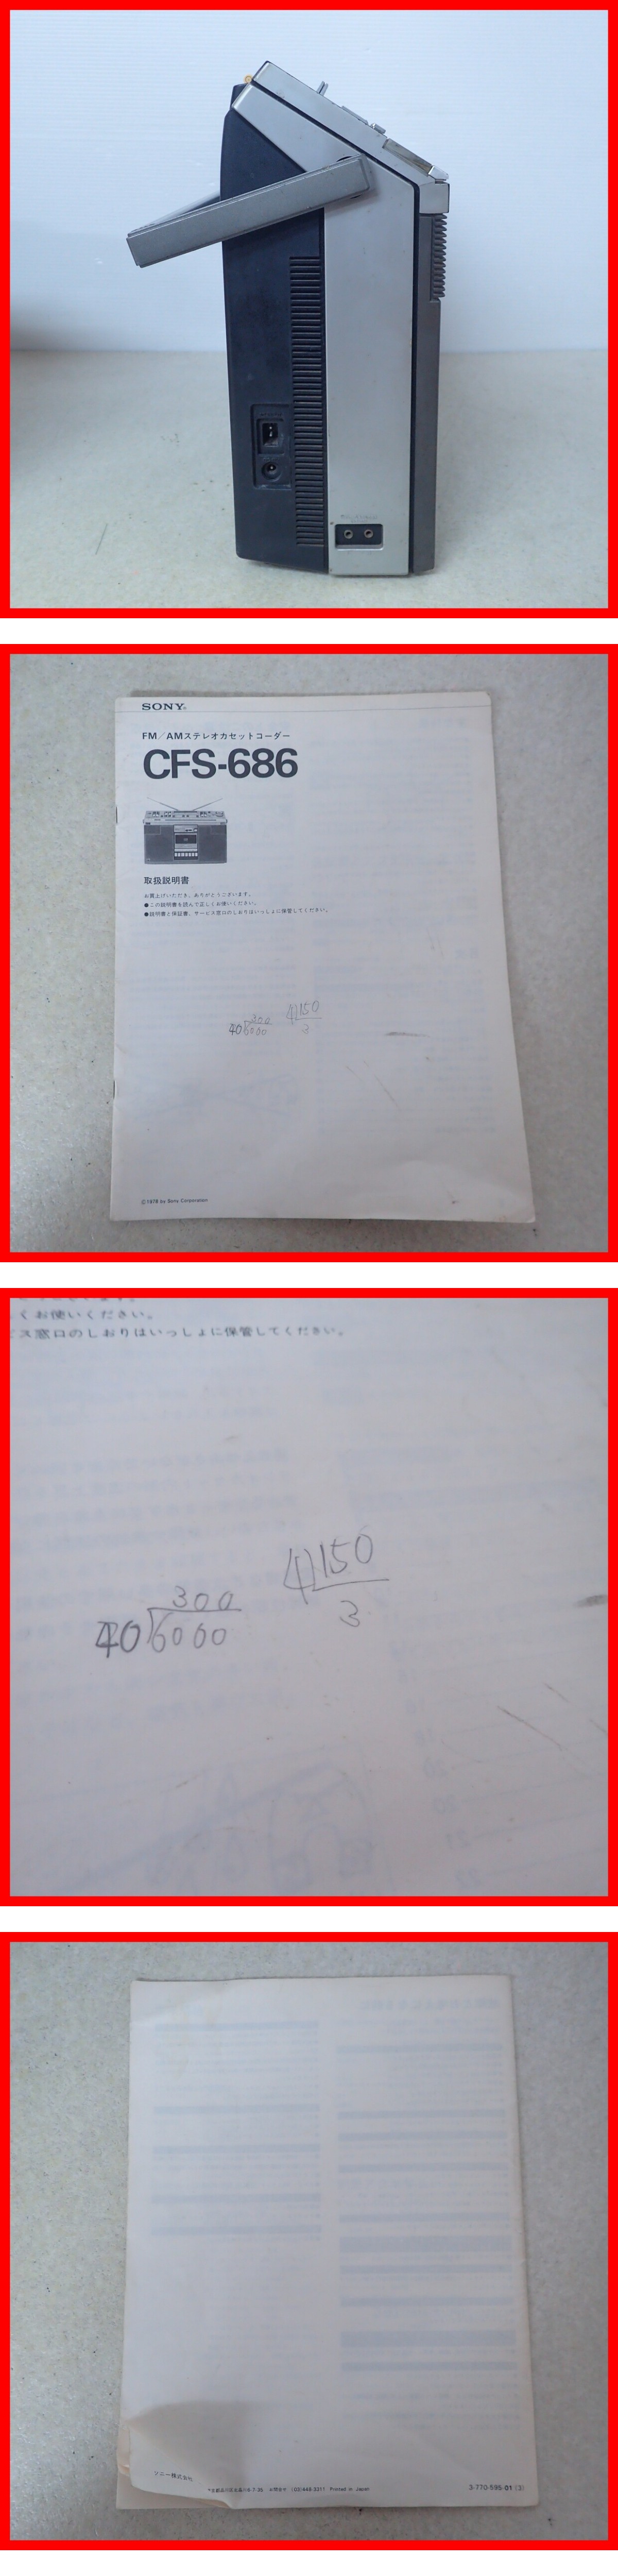 SONY®
FM/AMステレオカセットコーダー
CFS-686
取扱説明書
お買上げいただき、ありがとうございます。
●この説明書を読んで正しくお使いください。
●説明書と保証書、サービス窓口のしおりはいっしょに保管してください。
300
40 6000
4 150
3
©1978 by Sony Corporation
くお使いください。
ス窓口のしおりはいっしょに保管してください。
300
40 6000
4 150
3
ソニー株式会社
Printed in Japan
3-770-595-01 (3)